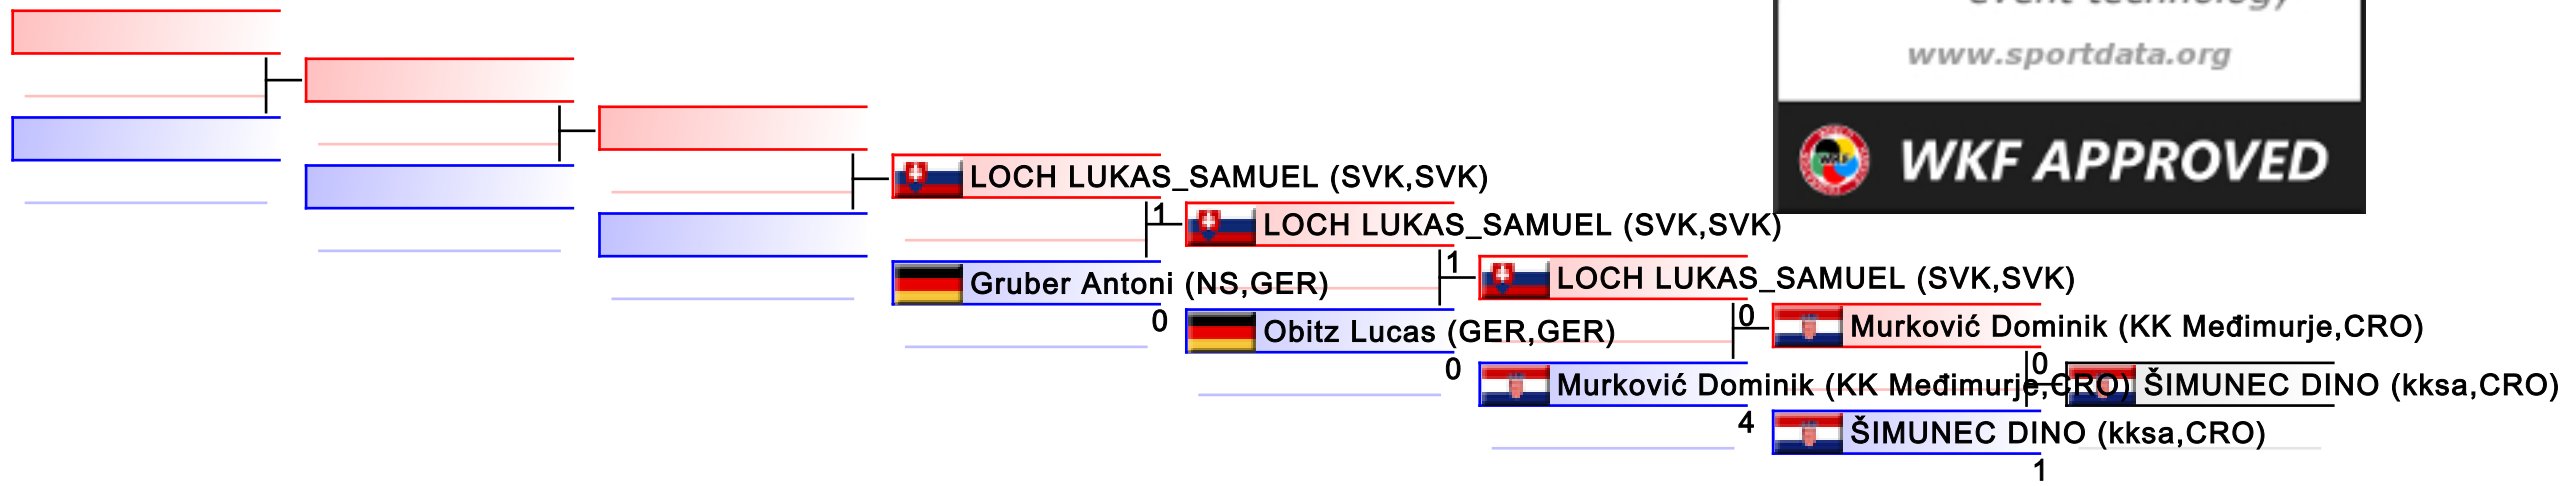 event technology
www.sportdata.org
WKF APPROVED
LOCH LUKAS_SAMUEL (SVK,SVK)
1
LOCH LUKAS_SAMUEL (SVK,SVK)
Gruber Antoni (NS,GER)
0
1
LOCH LUKAS_SAMUEL (SVK,SVK)
Obitz Lucas (GER,GER)
0
0
Murković Dominik (KK Međimurje,CRO)
Murković Dominik (KK Međimurje,CRO)
4
0
ŠIMUNEC DINO (kksa,CRO)
ŠIMUNEC DINO (kksa,CRO)
1